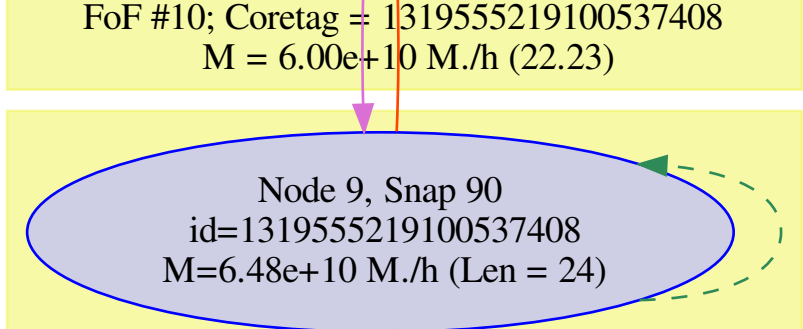 FoF #10; Coretag = 1319555219100537408
M = 6.00e+10 M./h (22.23)
Node 9, Snap 90
id=1319555219100537408
M=6.48e+10 M./h (Len = 24)